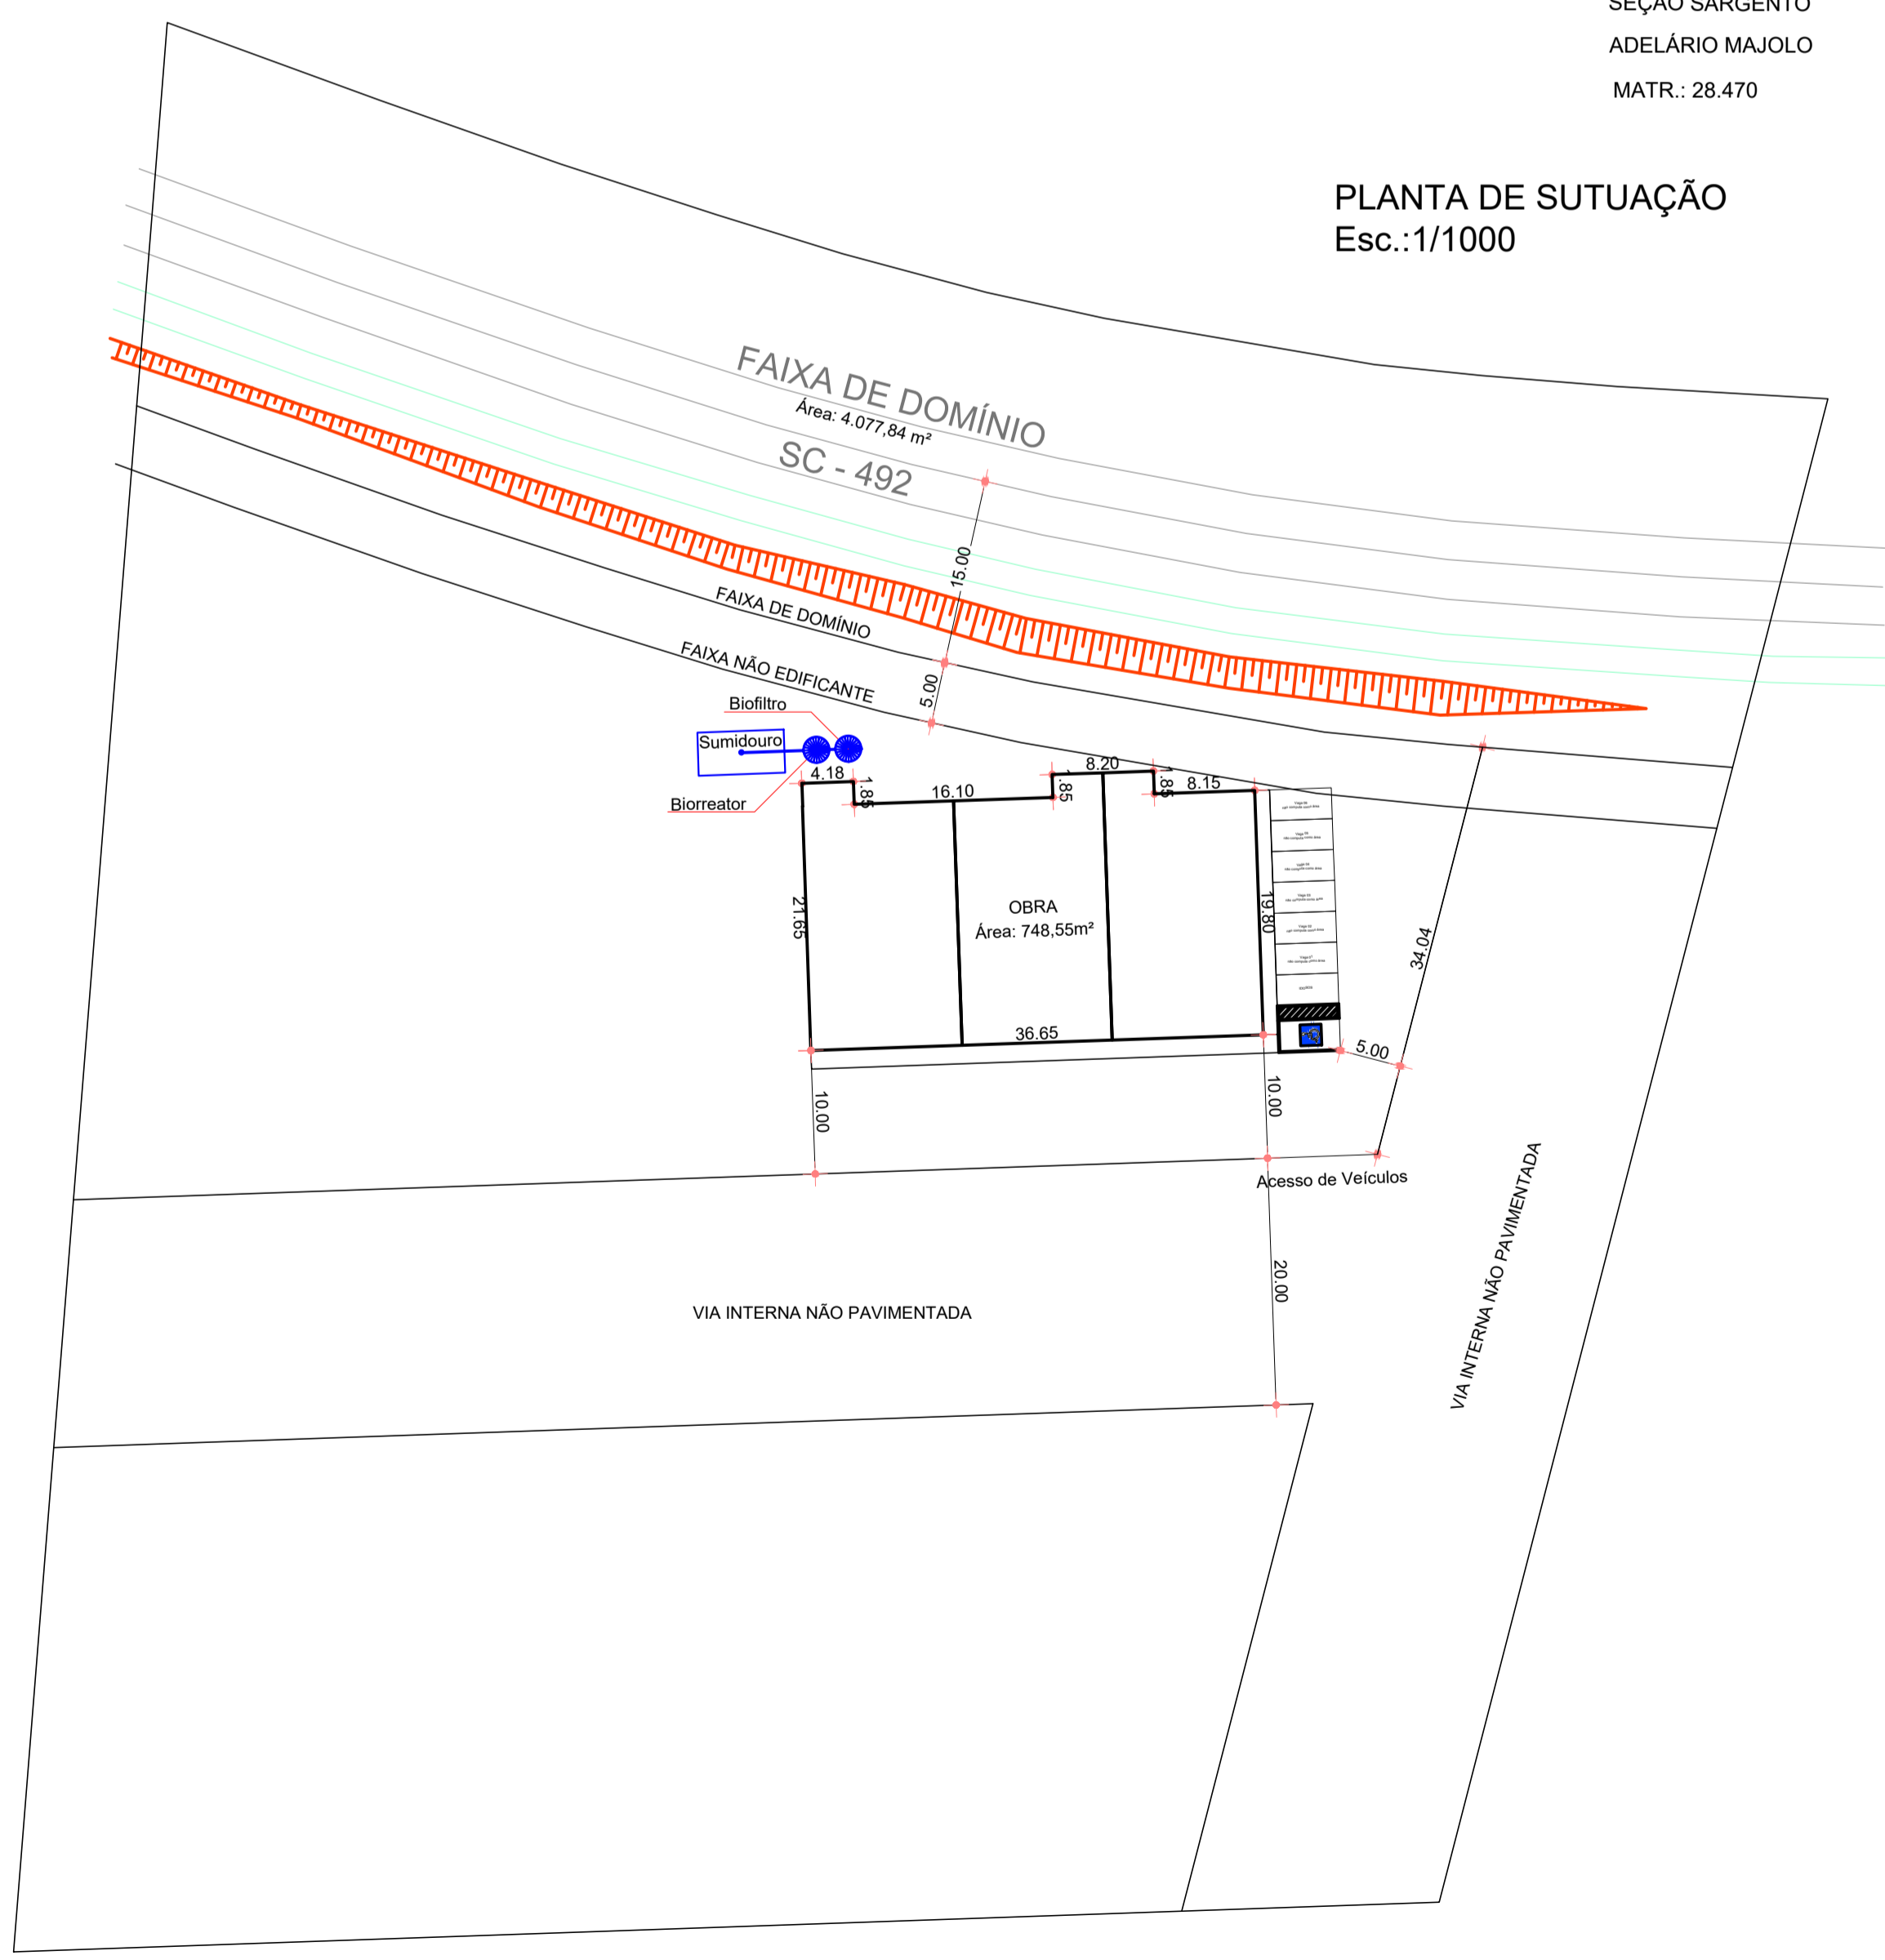 SEÇÃO SARGENTO
ADELÁRIO MAJOLO
MATR.: 28.470
PLANTA DE SUTUAÇÃO
Esc.:1/1000
FAIXA DE DOMÍNIO
Área: 4.077,84 m²
SC - 492
15.00
FAIXA DE DOMÍNIO
FAIXA NÃO EDIFICANTE
5.00
Biofiltro
Sumidouro
Biorreator
4.18
1.85
16.10
1.85
8.20
1.85
8.15
21.65
OBRA
Área: 748,55m²
19.80
34.04
36.65
5.00
10.00
10.00
Acesso de Veículos
20.00
VIA INTERNA NÃO PAVIMENTADA
VIA INTERNA NÃO PAVIMENTADA